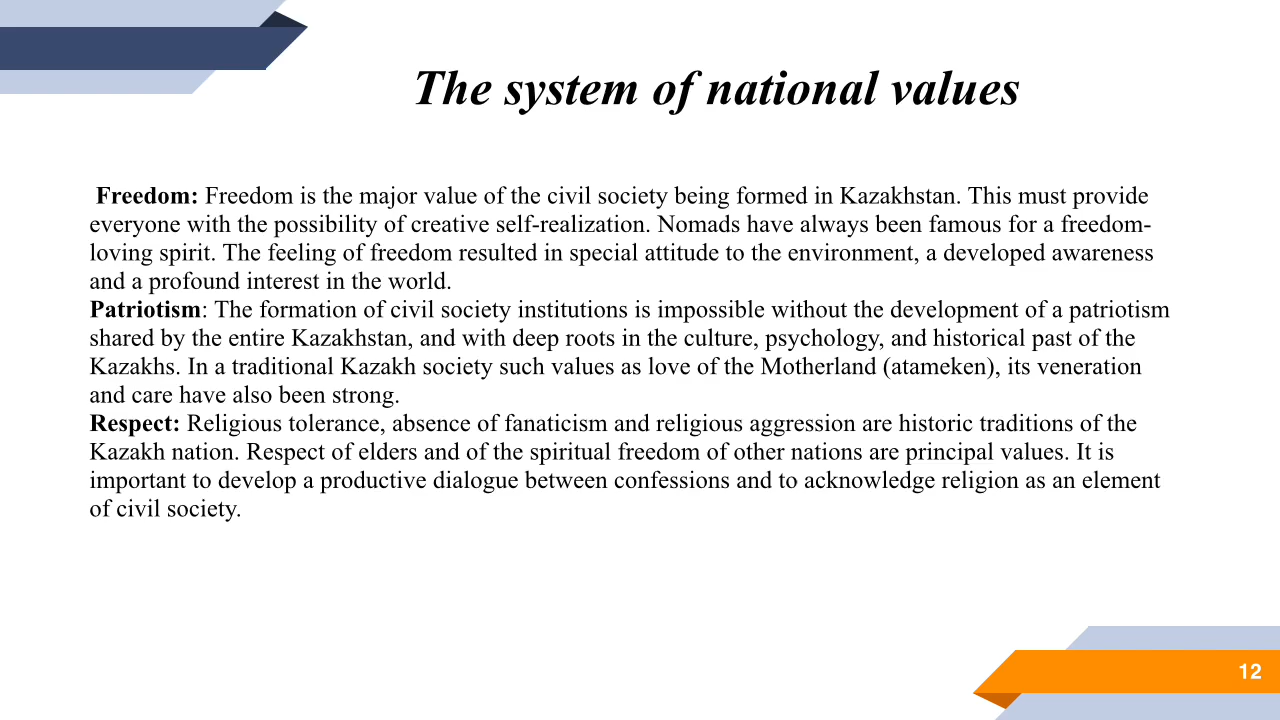 The system of national values
Freedom: Freedom is the major value of the civil society being formed in Kazakhstan. This must provide
everyone with the possibility of creative self-realization. Nomads have always been famous for a freedom-
loving spirit. The feeling of freedom resulted in special attitude to the environment, a developed awareness
and a profound interest in the world.
Patriotism: The formation of civil society institutions is impossible without the development of a patriotism
shared by the entire Kazakhstan, and with deep roots in the culture, psychology, and historical past of the
Kazakhs. In a traditional Kazakh society such values as love of the Motherland (atameken), its veneration
and care have also been strong.
Respect: Religious tolerance, absence of fanaticism and religious aggression are historic traditions of the
Kazakh nation. Respect of elders and of the spiritual freedom of other nations are principal values. It is
important to develop a productive dialogue between confessions and to acknowledge religion as an element
of civil society.
12